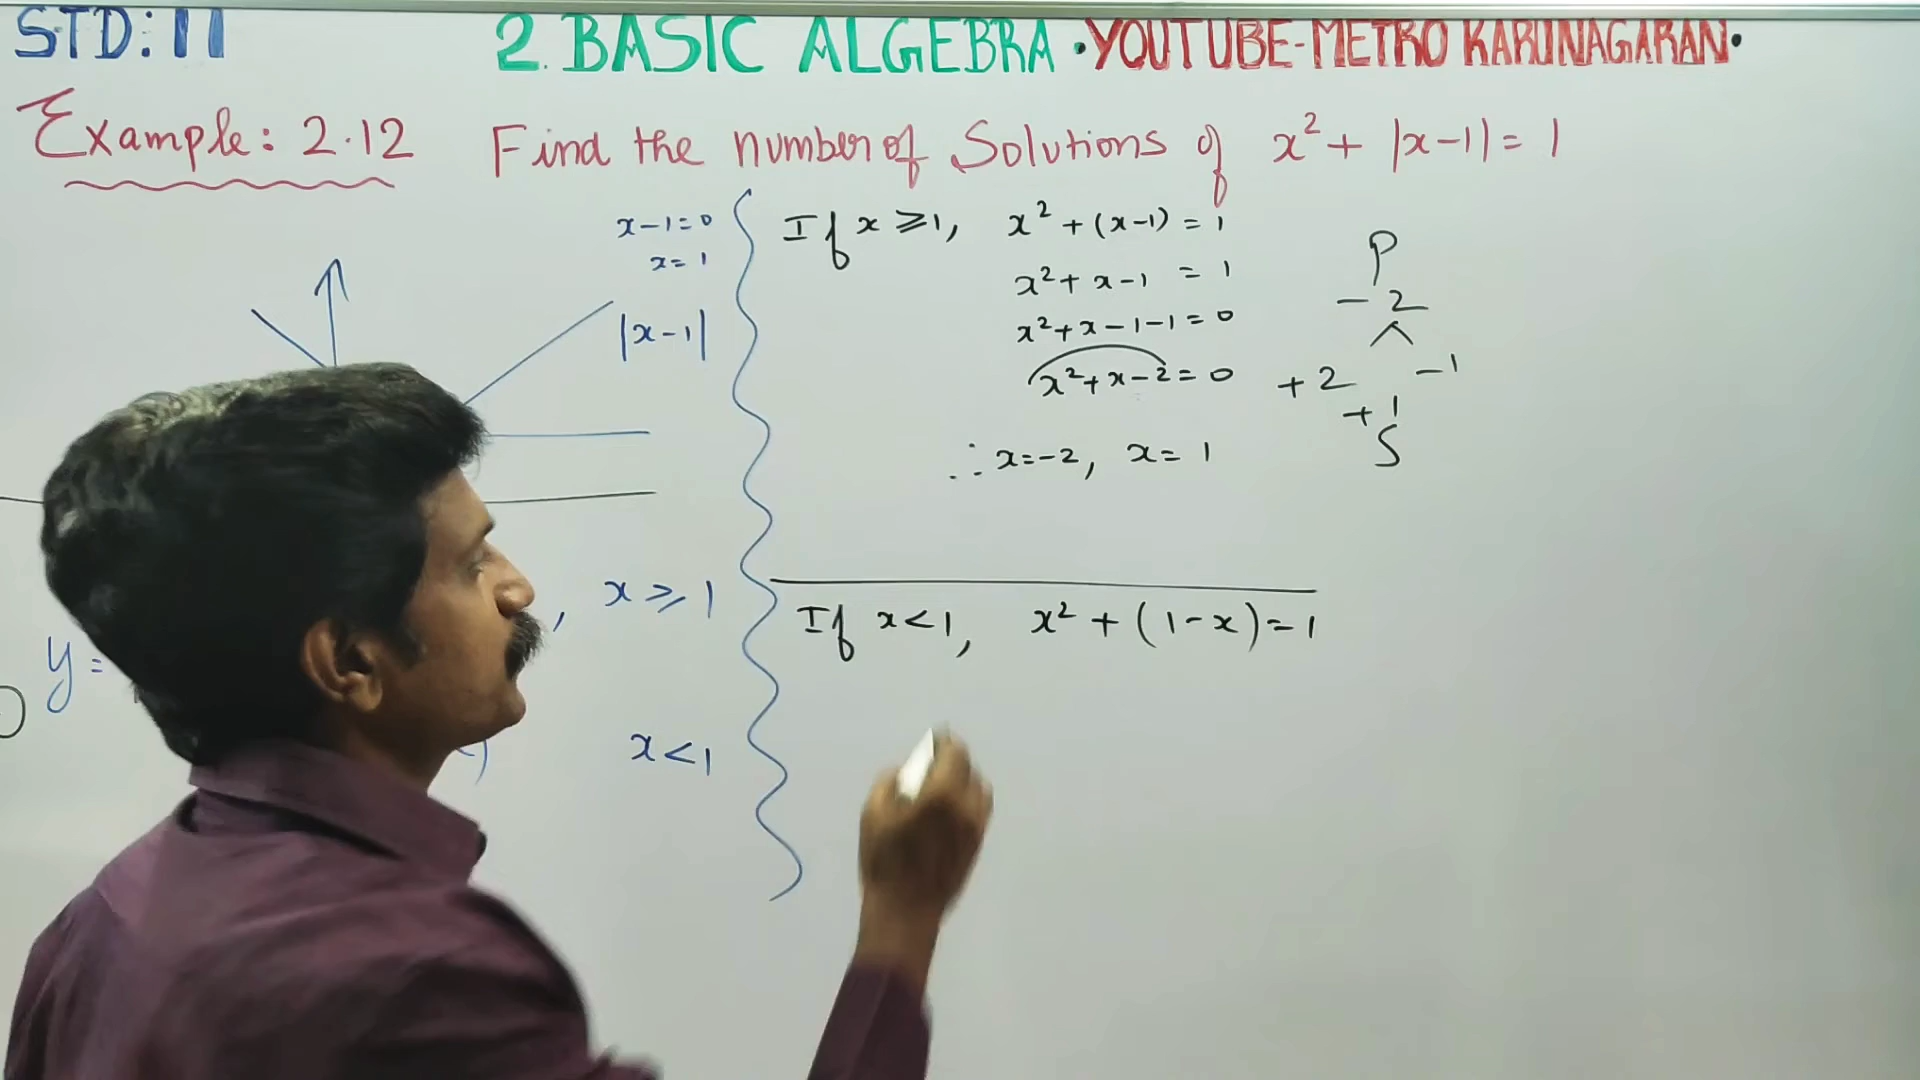 STD: 11 2. BASIC ALGEBRA • YOUTUBE-METRO KARUNAGARAN •
Example: 2.12 Find the number of Solutions of x² + |x-1| = 1
x-1=0
x=1
|x-1|
y= , x ≥ 1
x < 1
If x ≥ 1, x² + (x-1) = 1
x² + x - 1 = 1
x² + x - 1 - 1 = 0
x² + x - 2 = 0
∴ x = -2, x = 1
P
-2
+2 -1
+1
S
If x < 1, x² + (1-x) = 1